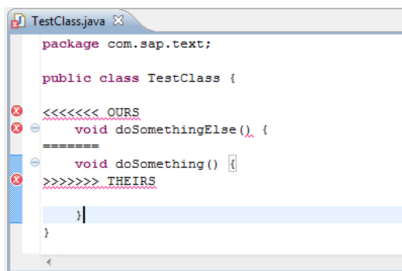 TestClass.java
package com.sap.text;
public class TestClass {
<<<<<<< OURS
void doSomethingElse() {
=======
void doSomething() {
>>>>>>> THEIRS
}
}